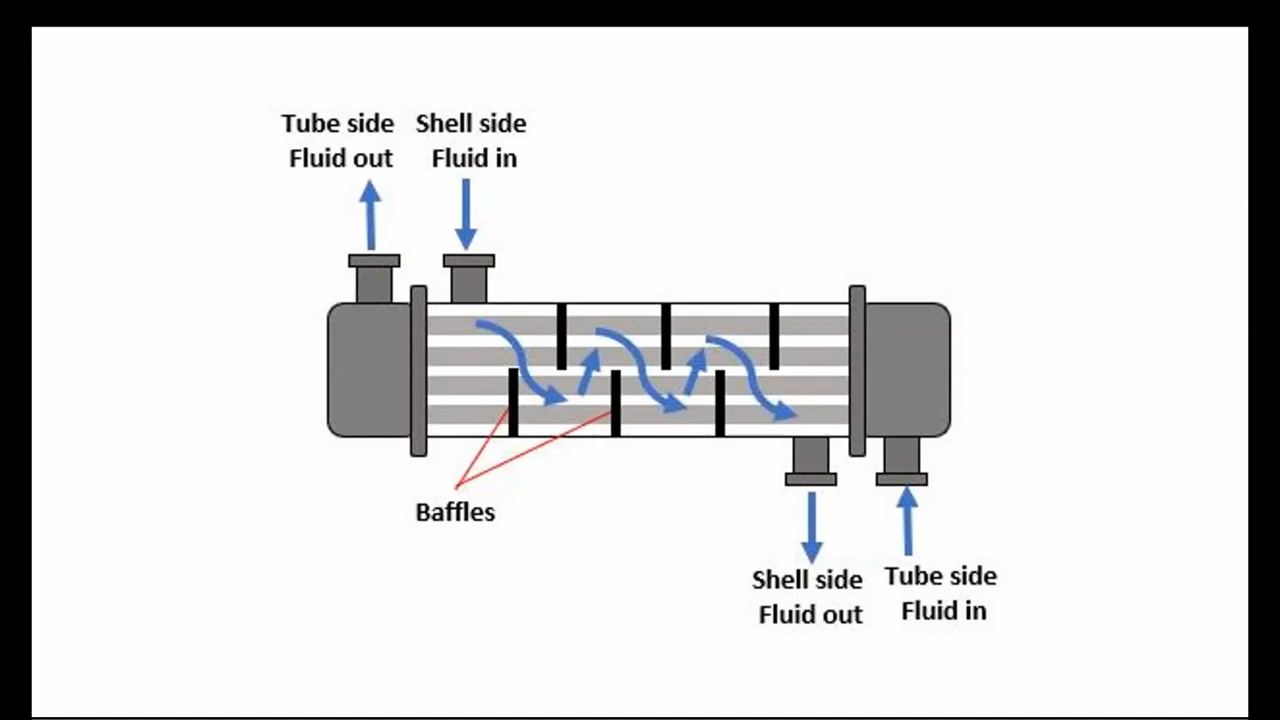 Tube side
Fluid out
Shell side
Fluid in
Baffles
Shell side
Fluid out
Tube side
Fluid in